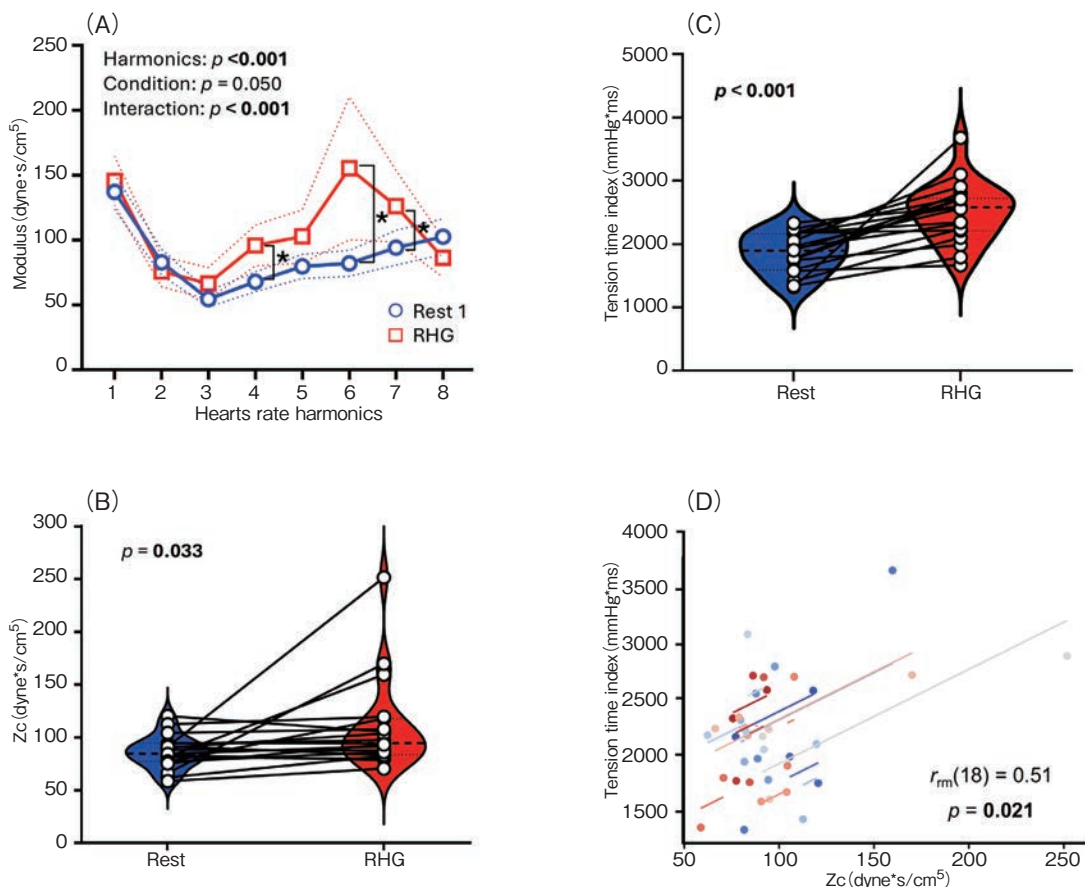 (A)
250
200
150
100
50
0
Modulus(dyne·s/cm⁵)
Harmonics: p <0.001
Condition: p = 0.050
Interaction: p < 0.001
*
*
*
Rest 1
RHG
1 2 3 4 5 6 7 8
Hearts rate harmonics
(C)
5000
4000
3000
2000
1000
0
Tension time index(mmHg*ms)
p < 0.001
Rest RHG
(B)
300
250
200
150
100
50
0
Zc(dyne*s/cm⁵)
p = 0.033
Rest RHG
(D)
4000
3500
3000
2500
2000
1500
Tension time index(mmHg*ms)
rrm(18) = 0.51
p = 0.021
50 100 150 200 250
Zc(dyne*s/cm⁵)